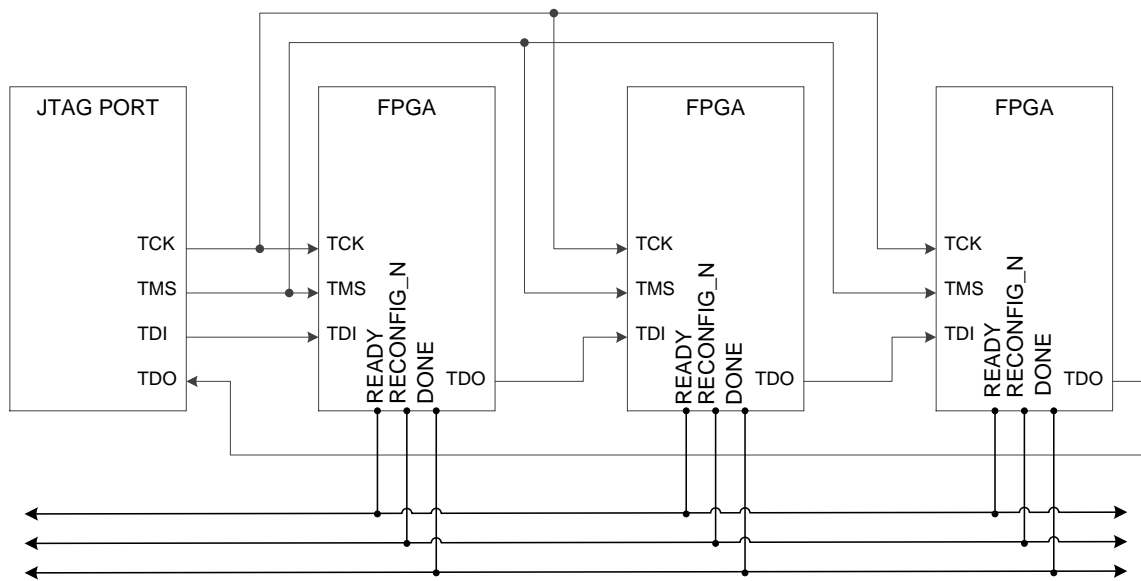 JTAG PORT
TCK
TMS
TDI
TDO
FPGA
TCK
TMS
TDI
READY
RECONFIG_N
DONE
TDO
FPGA
TCK
TMS
TDI
READY
RECONFIG_N
DONE
TDO
FPGA
TCK
TMS
TDI
READY
RECONFIG_N
DONE
TDO